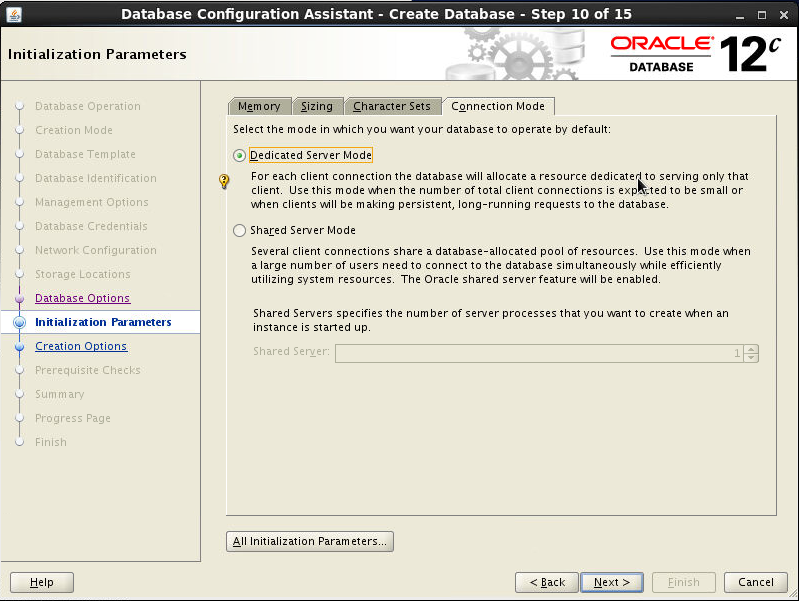 Database Configuration Assistant - Create Database - Step 10 of 15
Initialization Parameters
ORACLE
DATABASE
12c
Database Operation
Creation Mode
Database Template
Database Identification
Management Options
Database Credentials
Network Configuration
Storage Locations
Database Options
Initialization Parameters
Creation Options
Prerequisite Checks
Summary
Progress Page
Finish
Memory Sizing Character Sets Connection Mode
Select the mode in which you want your database to operate by default:
Dedicated Server Mode
For each client connection the database will allocate a resource dedicated to serving only that
client. Use this mode when the number of total client connections is expected to be small or
when clients will be making persistent, long-running requests to the database.
Shared Server Mode
Several client connections share a database-allocated pool of resources. Use this mode when
a large number of users need to connect to the database simultaneously while efficiently
utilizing system resources. The Oracle shared server feature will be enabled.
Shared Servers specifies the number of server processes that you want to create when an
instance is started up.
Shared Server: 1
All Initialization Parameters...
Help < Back Next > Finish Cancel